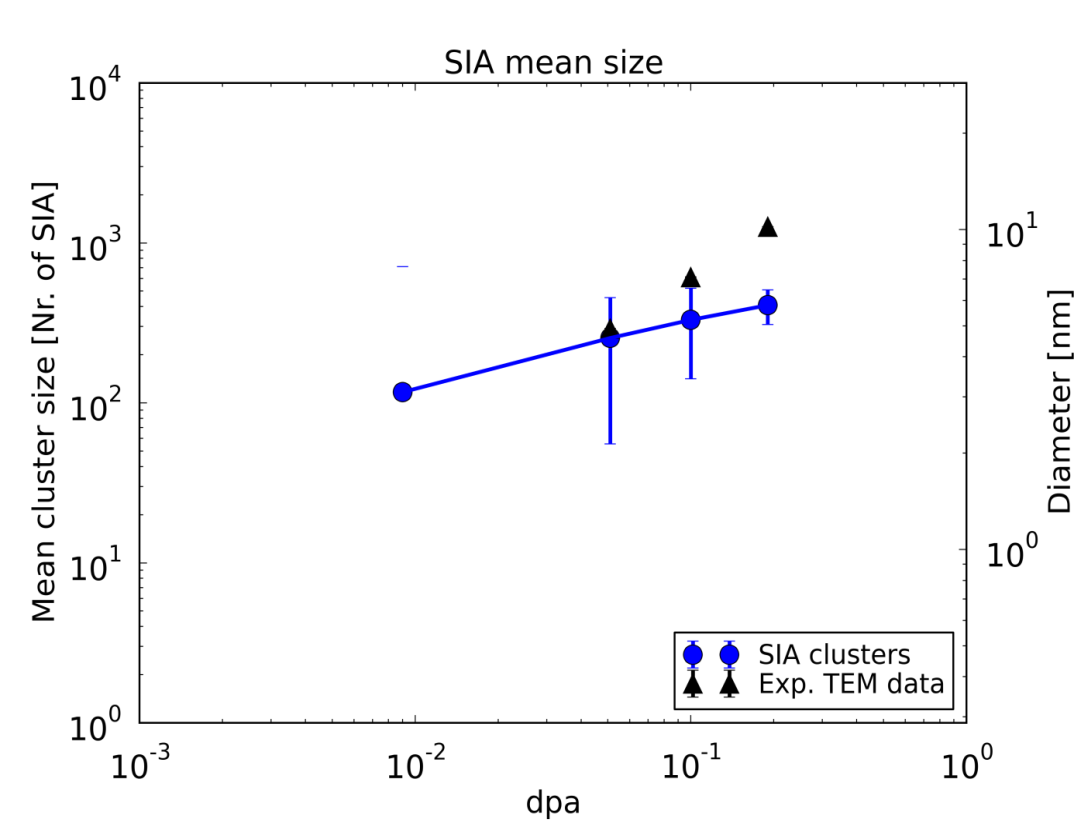 SIA mean size
10^4
10^3
10^2
10^1
10^0
Mean cluster size [Nr. of SIA]
10^1
10^0
Diameter [nm]
SIA clusters
Exp. TEM data
10^-3
10^-2
10^-1
10^0
dpa